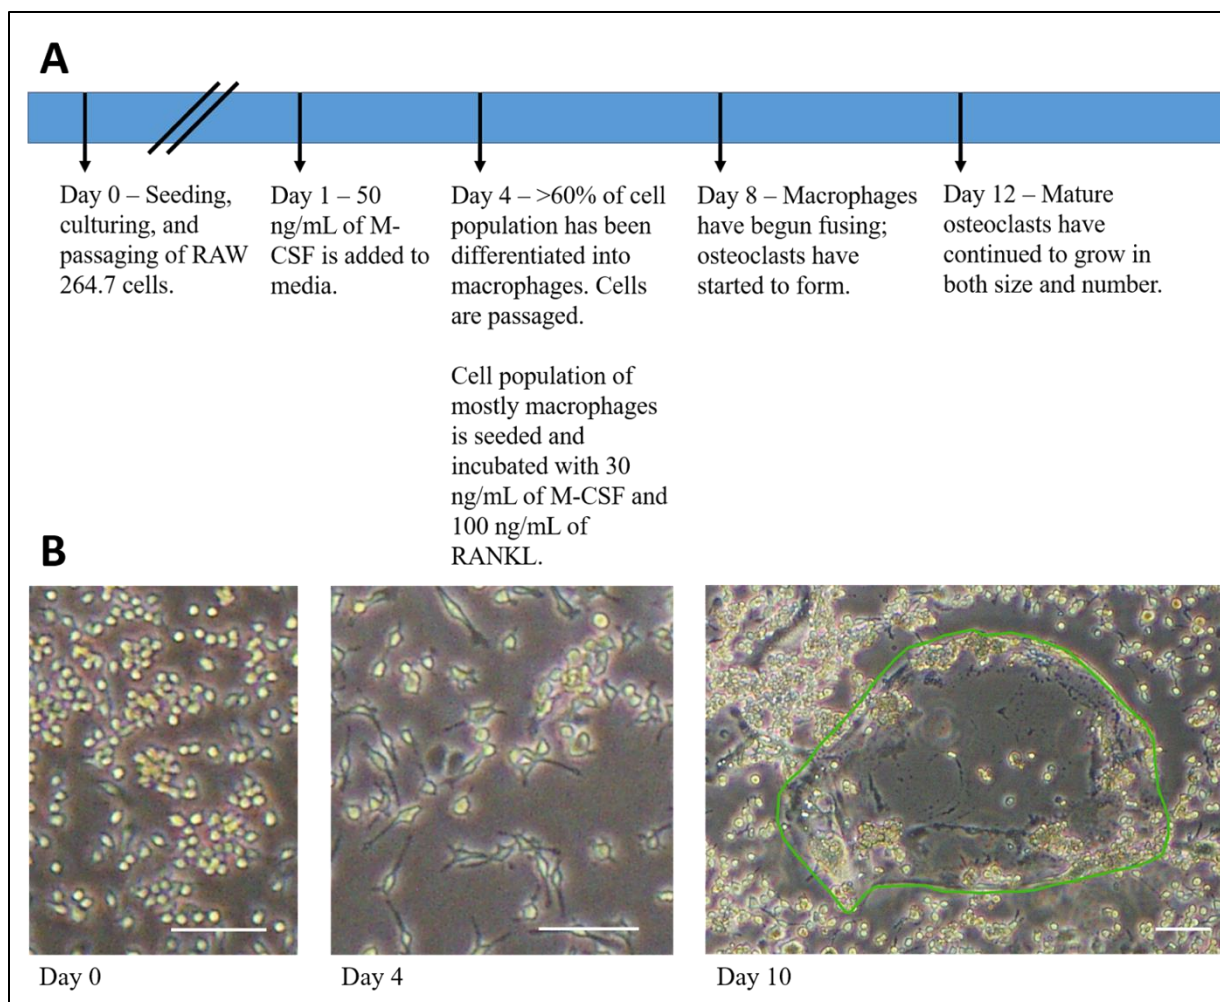 A
Day 0 – Seeding,
culturing, and
passaging of RAW
264.7 cells.
Day 1 – 50
ng/mL of M-
CSF is added to
media.
Day 4 – >60% of cell
population has been
differentiated into
macrophages. Cells
are passaged.
Cell population of
mostly macrophages
is seeded and
incubated with 30
ng/mL of M-CSF and
100 ng/mL of
RANKL.
Day 8 – Macrophages
have begun fusing;
osteoclasts have
started to form.
Day 12 – Mature
osteoclasts have
continued to grow in
both size and number.
B
Day 0
Day 4
Day 10